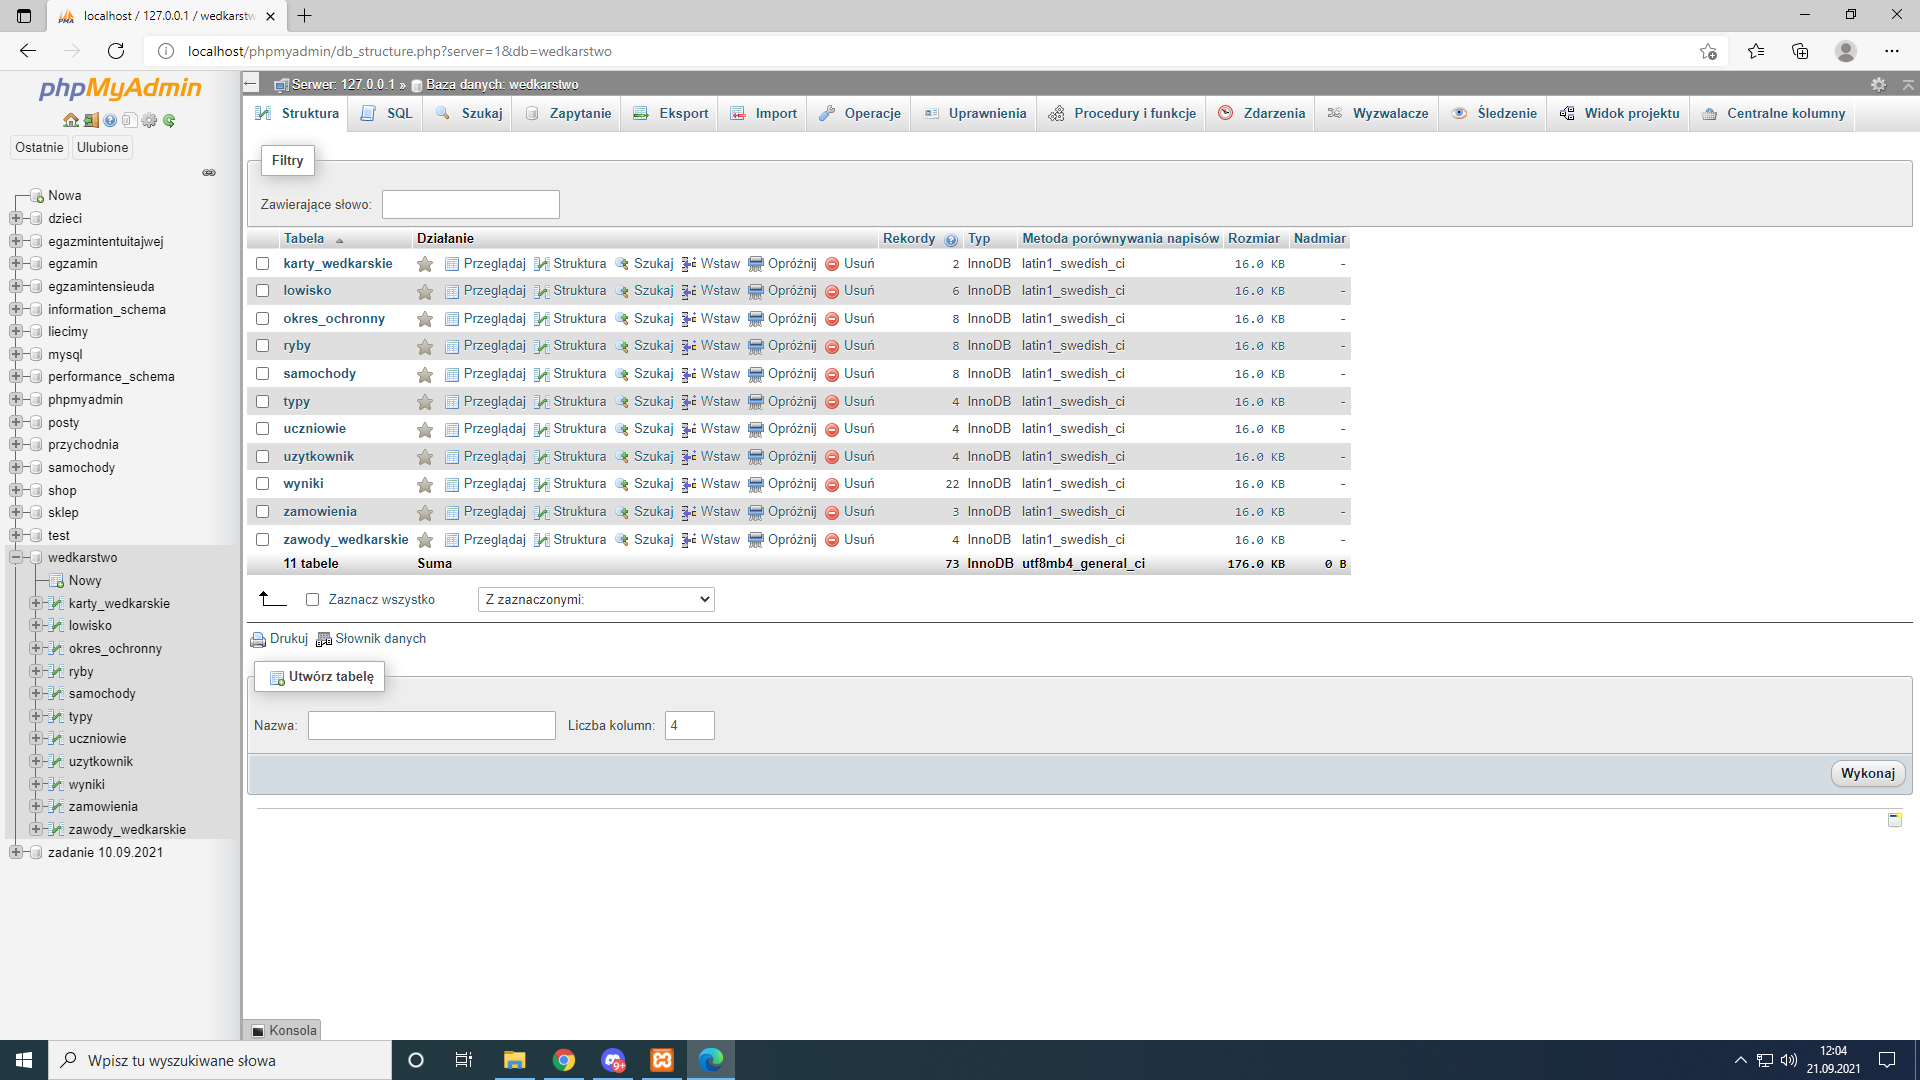 localhost / 127.0.0.1 / wedkarstw
localhost/phpmyadmin/db_structure.php?server=1&db=wedkarstwo
phpMyAdmin
Ostatnie Ulubione
Nowa
dzieci
egazmintentuitajwej
egzamin
egzamintensieuda
information_schema
liecimy
mysql
performance_schema
phpmyadmin
posty
przychodnia
samochody
shop
sklep
test
wedkarstwo
Nowy
karty_wedkarskie
lowisko
okres_ochronny
ryby
samochody
typy
uczniowie
uzytkownik
wyniki
zamowienia
zawody_wedkarskie
zadanie 10.09.2021
Serwer: 127.0.0.1 » Baza danych: wedkarstwo
Struktura SQL Szukaj Zapytanie Eksport Import Operacje Uprawnienia Procedury i funkcje Zdarzenia Wyzwalacze Śledzenie Widok projektu Centralne kolumny
Filtry
Zawierające słowo:
Tabela Działanie Rekordy Typ Metoda porównywania napisów Rozmiar Nadmiar
karty_wedkarskie Przeglądaj Struktura Szukaj Wstaw Opróżnij Usuń 2 InnoDB latin1_swedish_ci 16.0 KB -
lowisko Przeglądaj Struktura Szukaj Wstaw Opróżnij Usuń 6 InnoDB latin1_swedish_ci 16.0 KB -
okres_ochronny Przeglądaj Struktura Szukaj Wstaw Opróżnij Usuń 8 InnoDB latin1_swedish_ci 16.0 KB -
ryby Przeglądaj Struktura Szukaj Wstaw Opróżnij Usuń 8 InnoDB latin1_swedish_ci 16.0 KB -
samochody Przeglądaj Struktura Szukaj Wstaw Opróżnij Usuń 8 InnoDB latin1_swedish_ci 16.0 KB -
typy Przeglądaj Struktura Szukaj Wstaw Opróżnij Usuń 4 InnoDB latin1_swedish_ci 16.0 KB -
uczniowie Przeglądaj Struktura Szukaj Wstaw Opróżnij Usuń 4 InnoDB latin1_swedish_ci 16.0 KB -
uzytkownik Przeglądaj Struktura Szukaj Wstaw Opróżnij Usuń 4 InnoDB latin1_swedish_ci 16.0 KB -
wyniki Przeglądaj Struktura Szukaj Wstaw Opróżnij Usuń 22 InnoDB latin1_swedish_ci 16.0 KB -
zamowienia Przeglądaj Struktura Szukaj Wstaw Opróżnij Usuń 3 InnoDB latin1_swedish_ci 16.0 KB -
zawody_wedkarskie Przeglądaj Struktura Szukaj Wstaw Opróżnij Usuń 4 InnoDB latin1_swedish_ci 16.0 KB -
11 tabele Suma 73 InnoDB utf8mb4_general_ci 176.0 KB 0 B
Zaznacz wszystko Z zaznaczonymi:
Drukuj Słownik danych
Utwórz tabelę
Nazwa: Liczba kolumn: 4
Wykonaj
Konsola
Wpisz tu wyszukiwane słowa
9+
12:04
21.09.2021